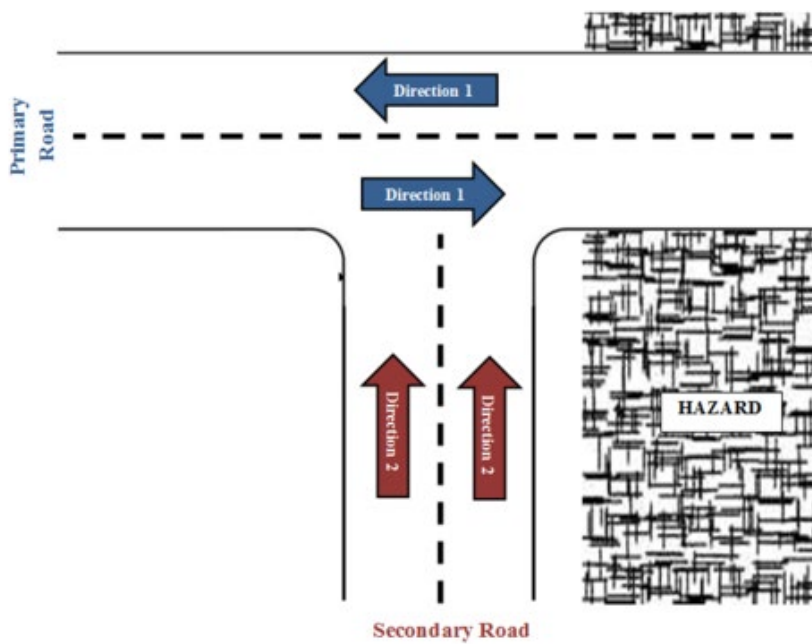 Primary
Road
Direction 1
Direction 1
Direction 2
Direction 2
HAZARD
Secondary Road